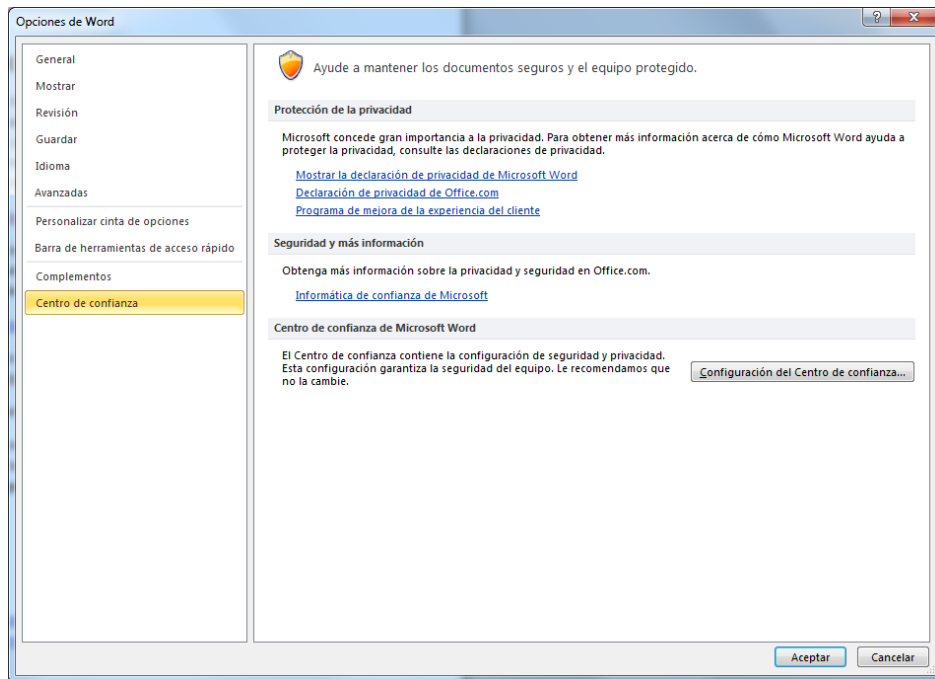 Opciones de Word
General
Mostrar
Revisión
Guardar
Idioma
Avanzadas
Personalizar cinta de opciones
Barra de herramientas de acceso rápido
Complementos
Centro de confianza
Ayude a mantener los documentos seguros y el equipo protegido.
Protección de la privacidad
Microsoft concede gran importancia a la privacidad. Para obtener más información acerca de cómo Microsoft Word ayuda a
proteger la privacidad, consulte las declaraciones de privacidad.
Mostrar la declaración de privacidad de Microsoft Word
Declaración de privacidad de Office.com
Programa de mejora de la experiencia del cliente
Seguridad y más información
Obtenga más información sobre la privacidad y seguridad en Office.com.
Informática de confianza de Microsoft
Centro de confianza de Microsoft Word
El Centro de confianza contiene la configuración de seguridad y privacidad.
Esta configuración garantiza la seguridad del equipo. Le recomendamos que
no la cambie.
Configuración del Centro de confianza...
Aceptar
Cancelar